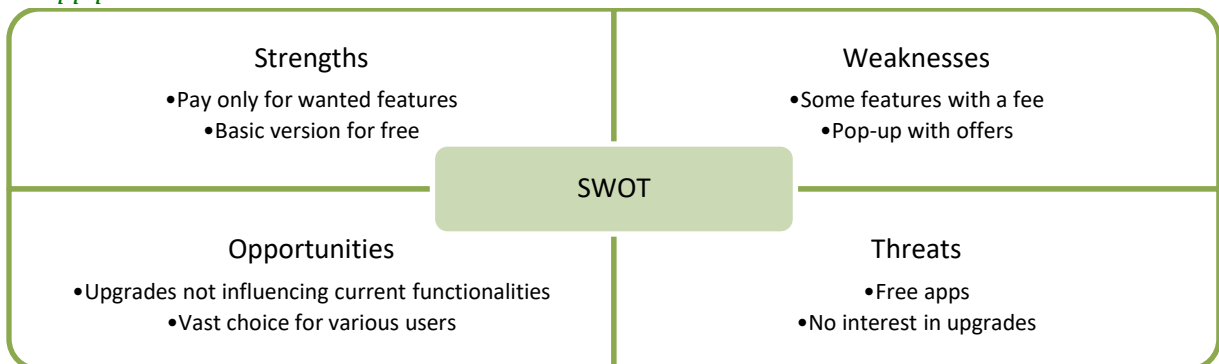 Strengths
•Pay only for wanted features
•Basic version for free
Weaknesses
•Some features with a fee
•Pop-up with offers
SWOT
Opportunities
•Upgrades not influencing current functionalities
•Vast choice for various users
Threats
•Free apps
•No interest in upgrades